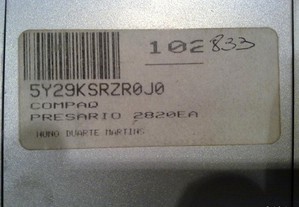 102833
5Y29KSRZR0J0
COMPAQ
PRESARIO 2820EA
NUNO DUARTE MARTINS